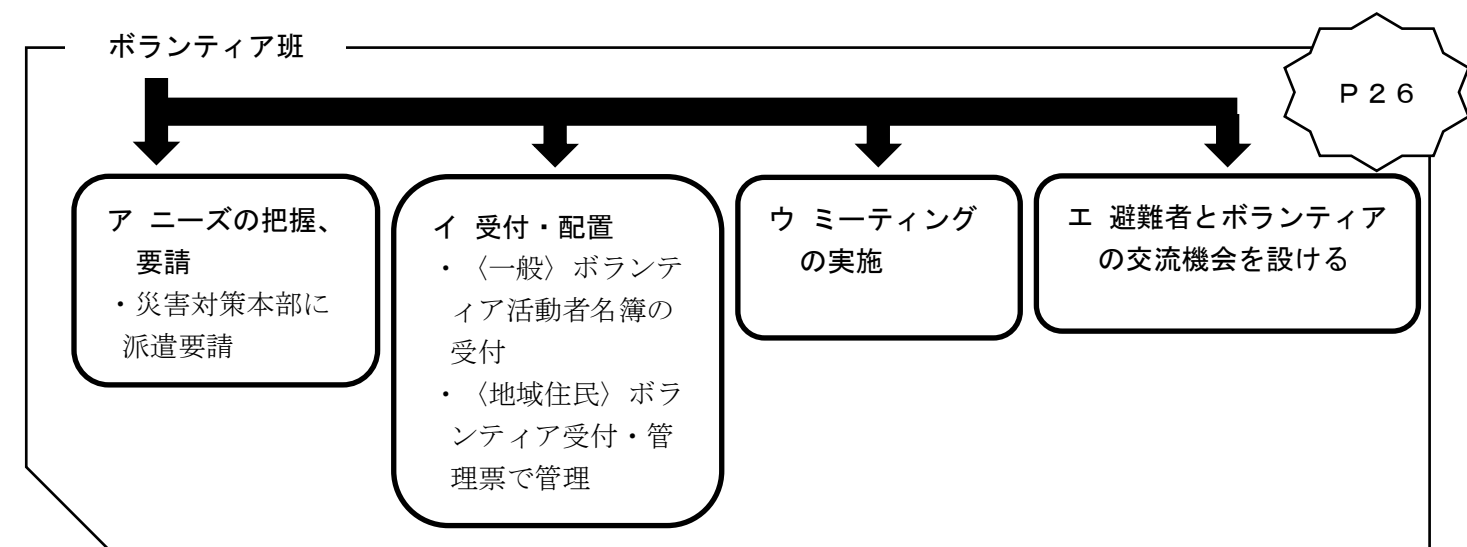 ボランティア班
P26
ア ニーズの把握、
要請
・災害対策本部に
派遣要請
イ 受付・配置
・〈一般〉ボランテ
ィア活動者名簿の
受付
・〈地域住民〉ボラ
ンティア受付・管
理票で管理
ウ ミーティング
の実施
エ 避難者とボランティア
の交流機会を設ける